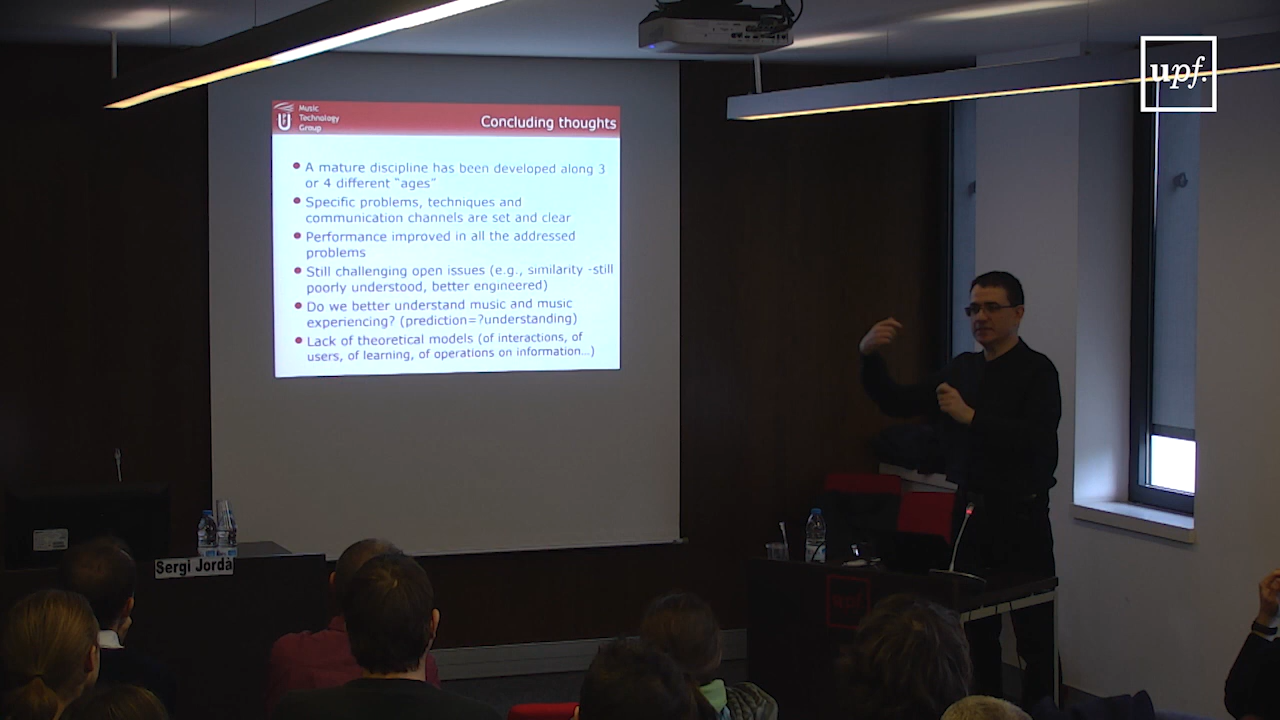 upf.
Music
Technology
Group
Concluding thoughts
A mature discipline has been developed along 3
or 4 different "ages"
Specific problems, techniques and
communication channels are set and clear
Performance improved in all the addressed
problems
Still challenging open issues (e.g., similarity -still
poorly understood, better engineered)
Do we better understand music and music
experiencing? (prediction=?understanding)
Lack of theoretical models (of interactions, of
users, of learning, of operations on information...)
Sergi Jordà
upf.